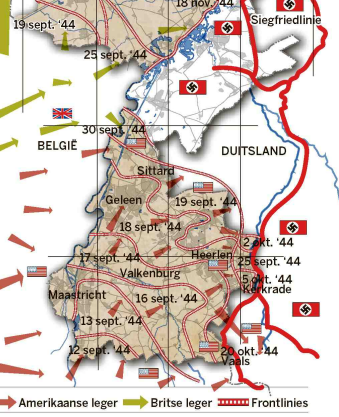 18 nov. '44
19 sept. '44
Siegfriedlinie
25 sept. '44
30 sept. '44
BELGIË
DUITSLAND
Sittard
Geleen
19 sept. '44
18 sept. '44
2 okt. '44
Heerlen
17 sept. '44
25 sept. '44
Valkenburg
5 okt. '44
Kerkrade
Maastricht
16 sept. '44
13 sept. '44
12 sept. '44
20 okt. '44
Vaals
Amerikaanse leger
Britse leger
Frontlinies